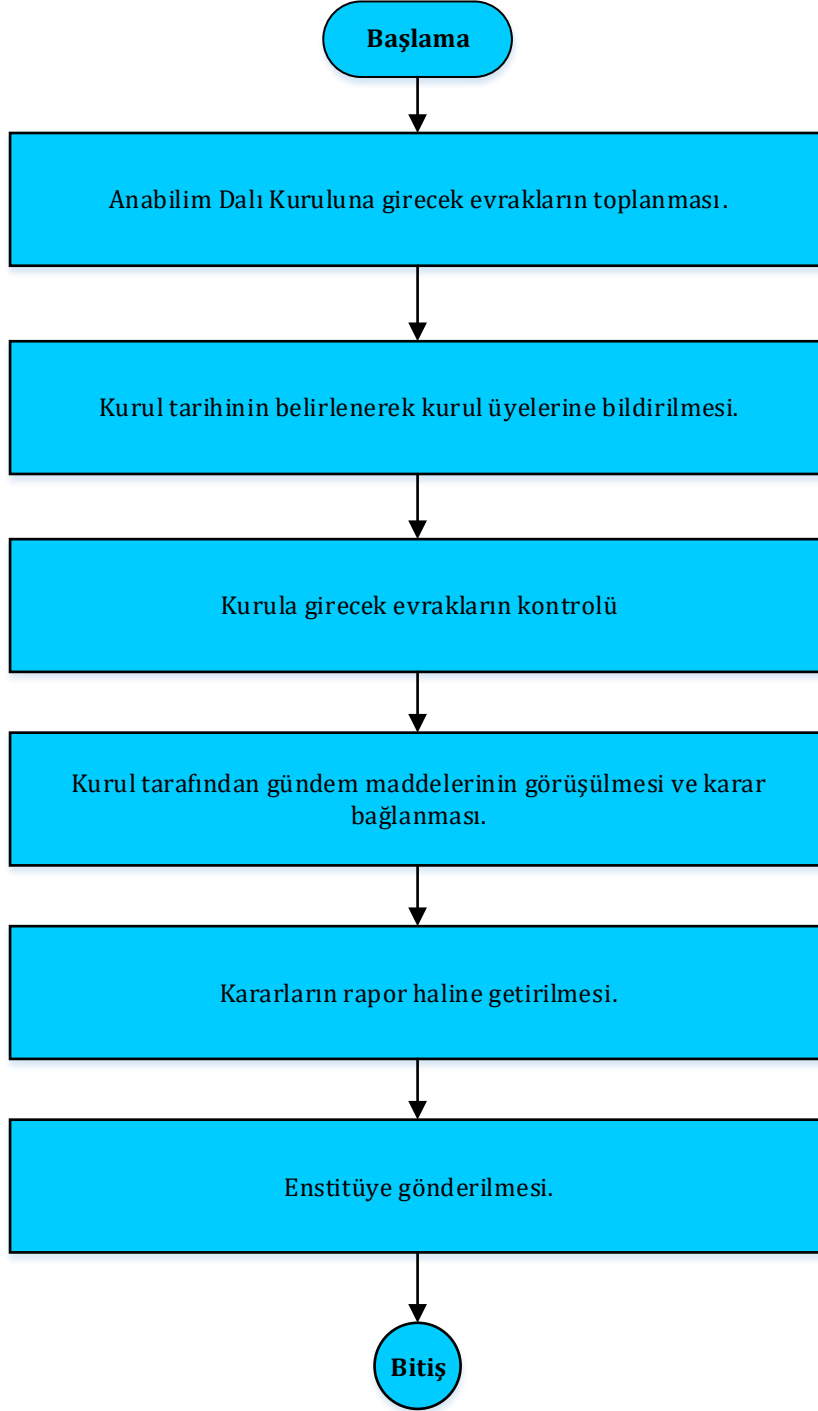 Başlama
Anabilim Dalı Kuruluna girecek evrakların toplanması.
Kurul tarihinin belirlenerek kurul üyelerine bildirilmesi.
Kurula girecek evrakların kontrolü
Kurul tarafından gündem maddelerinin görüşülmesi ve karar
bağlanması.
Kararların rapor haline getirilmesi.
Enstitüye gönderilmesi.
Bitiş